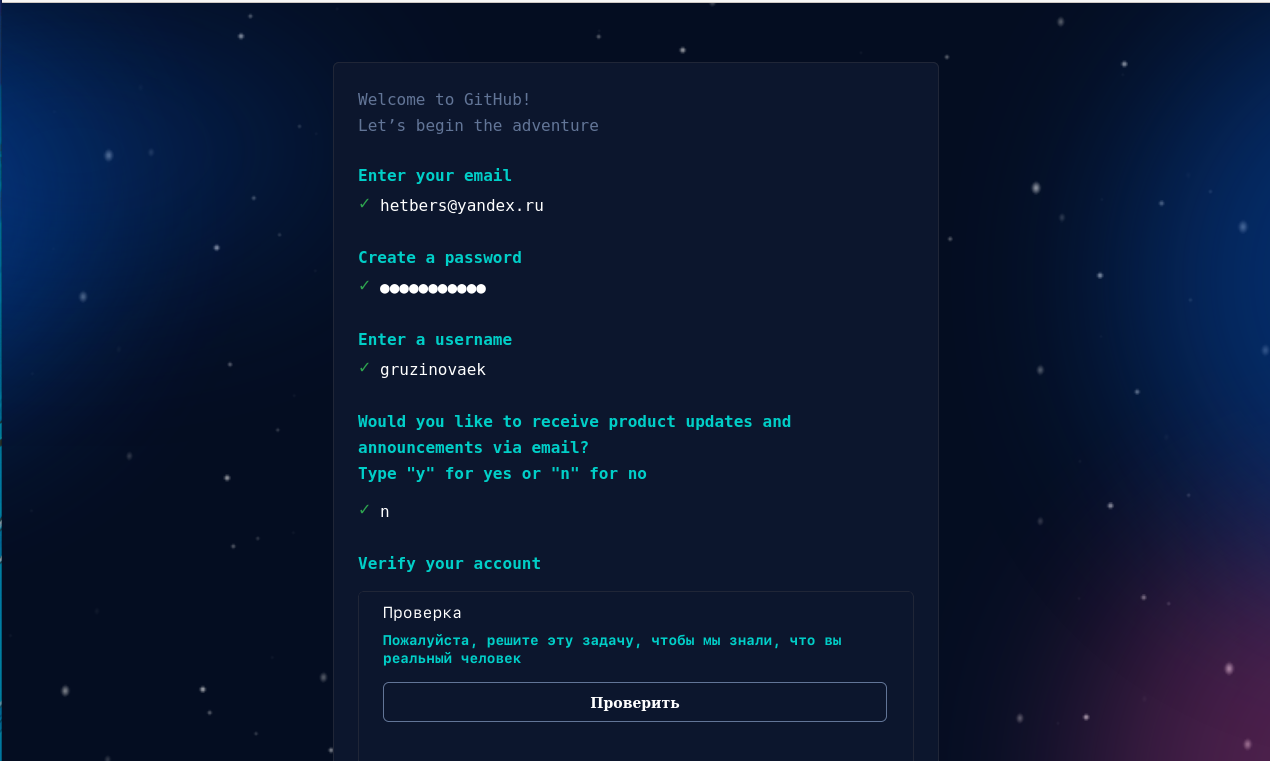 Welcome to GitHub!
Let’s begin the adventure
Enter your email
✓ hetbers@yandex.ru
Create a password
✓ ●●●●●●●●●●●
Enter a username
✓ gruzinovaek
Would you like to receive product updates and
announcements via email?
Type "y" for yes or "n" for no
✓ n
Verify your account
Проверка
Пожалуйста, решите эту задачу, чтобы мы знали, что вы
реальный человек
Проверить